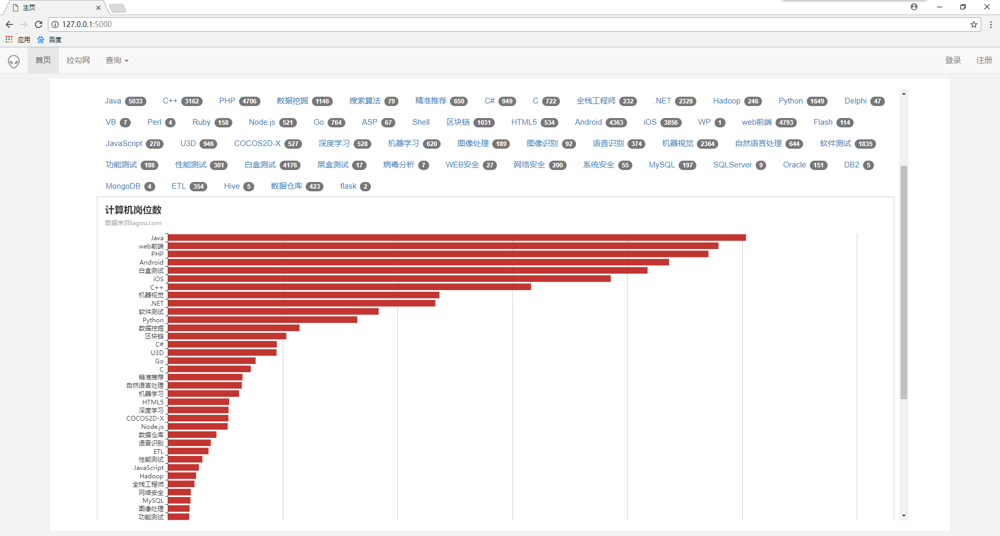 主页
127.0.0.1:5000
应用 百度
首页 拉勾网 查询 登录 注册
Java 5033 C++ 3162 PHP 4706 数据挖掘 1146 搜索算法 79 精准推荐 650 C# 949 C 722 全栈工程师 232 .NET 2328 Hadoop 246 Python 1649 Delphi 47
VB 7 Perl 4 Ruby 158 Node.js 521 Go 764 ASP 67 Shell 区块链 1031 HTML5 534 Android 4363 iOS 3856 WP 1 web前端 4793 Flash 114
JavaScript 270 U3D 946 COCOS2D-X 527 深度学习 528 机器学习 620 图像处理 189 图像识别 92 语音识别 374 机器视觉 2364 自然语言处理 644 软件测试 1835
功能测试 186 性能测试 301 白盒测试 4176 黑盒测试 17 病毒分析 7 WEB安全 27 网络安全 200 系统安全 55 MySQL 197 SQLServer 9 Oracle 151 DB2 5
MongoDB 4 ETL 354 Hive 5 数据仓库 423 flask 2
计算机岗位数
数据来自lagou.com
Java
web前端
PHP
Android
白盒测试
iOS
C++
机器视觉
.NET
软件测试
Python
数据挖掘
区块链
C#
U3D
Go
C
精准推荐
自然语言处理
机器学习
HTML5
深度学习
COCOS2D-X
Node.js
数据仓库
语音识别
ETL
性能测试
JavaScript
Hadoop
全栈工程师
网络安全
MySQL
图像处理
功能测试